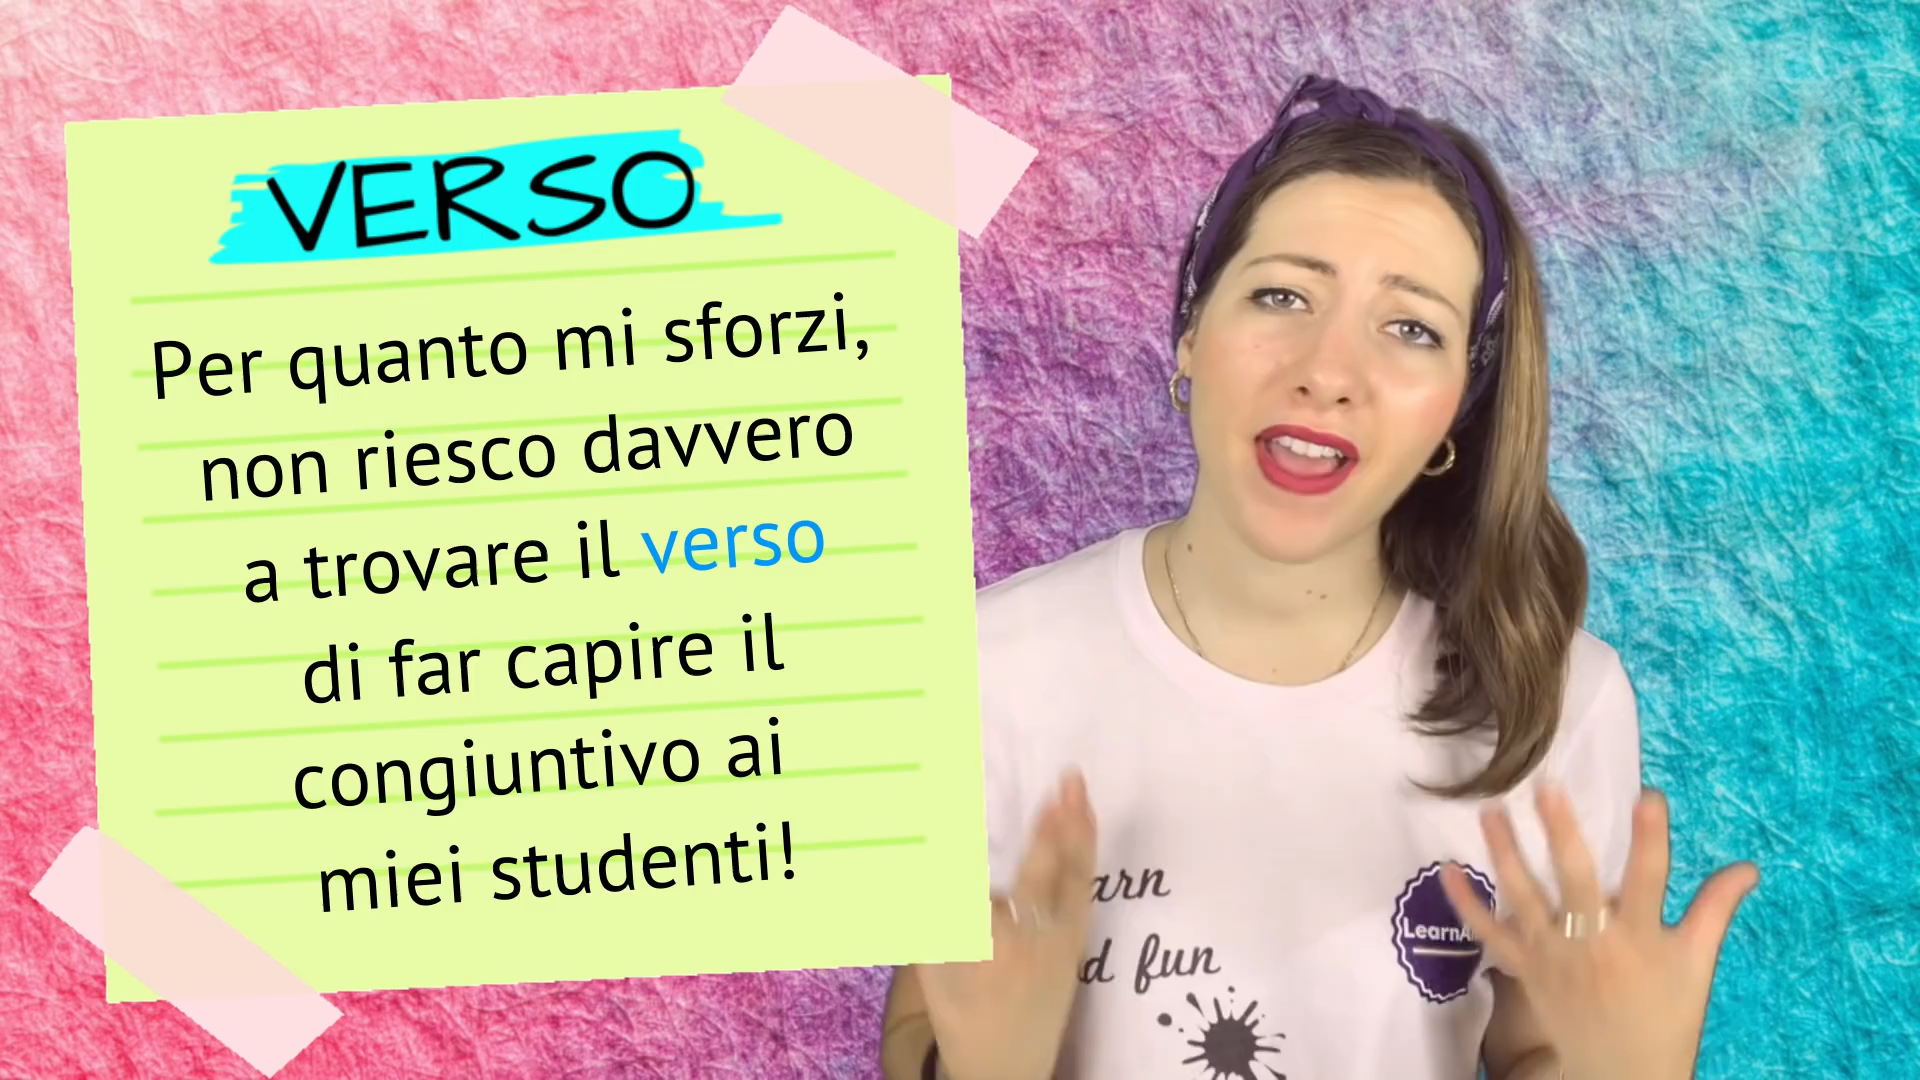 VERSO
Per quanto mi sforzi,
non riesco davvero
a trovare il verso
di far capire il
congiuntivo ai
miei studenti!
fun